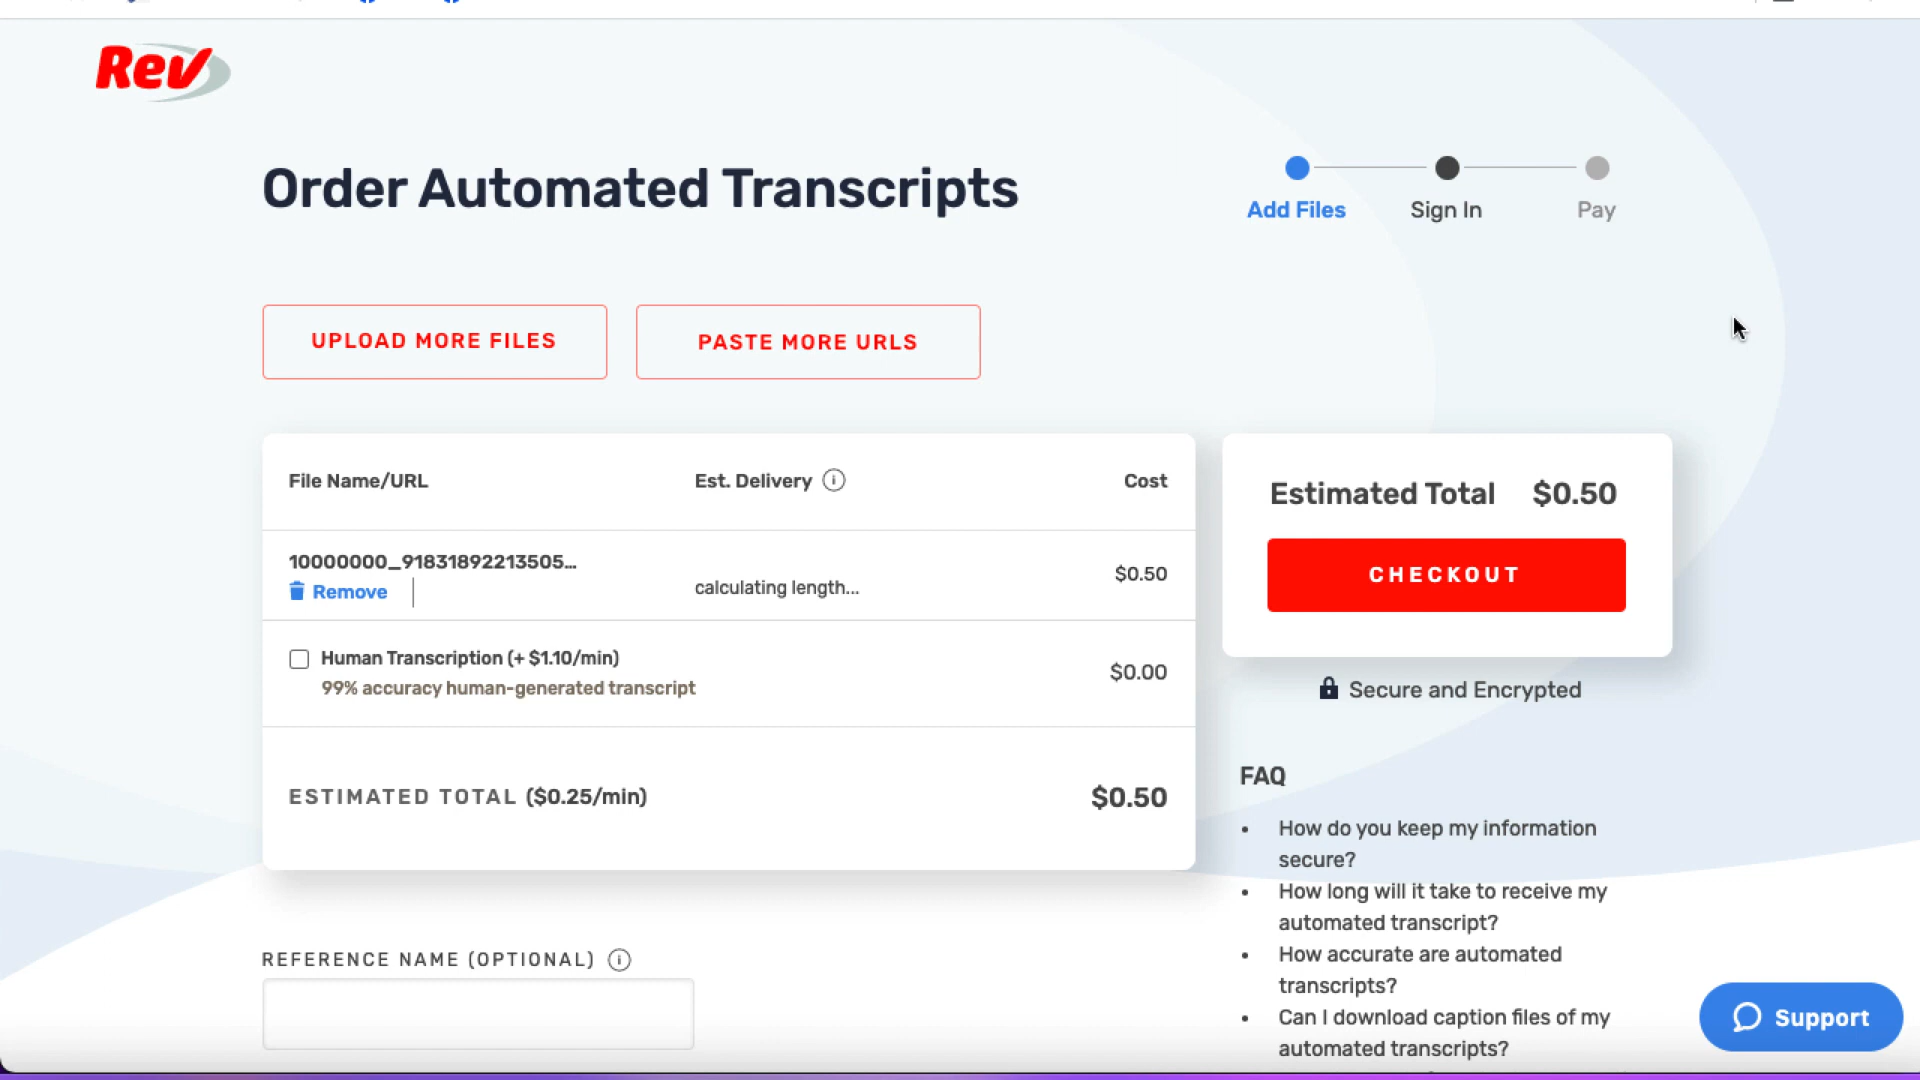 Rev
Order Automated Transcripts
Add Files
Sign In
Pay
UPLOAD MORE FILES
PASTE MORE URLS
File Name/URL
Est. Delivery
Cost
10000000_91831892213505...
Remove
calculating length...
$0.50
Human Transcription (+ $1.10/min)
99% accuracy human-generated transcript
$0.00
ESTIMATED TOTAL ($0.25/min)
$0.50
Estimated Total $0.50
CHECKOUT
Secure and Encrypted
FAQ
• How do you keep my information
secure?
• How long will it take to receive my
automated transcript?
• How accurate are automated
transcripts?
• Can I download caption files of my
automated transcripts?
REFERENCE NAME (OPTIONAL)
Support